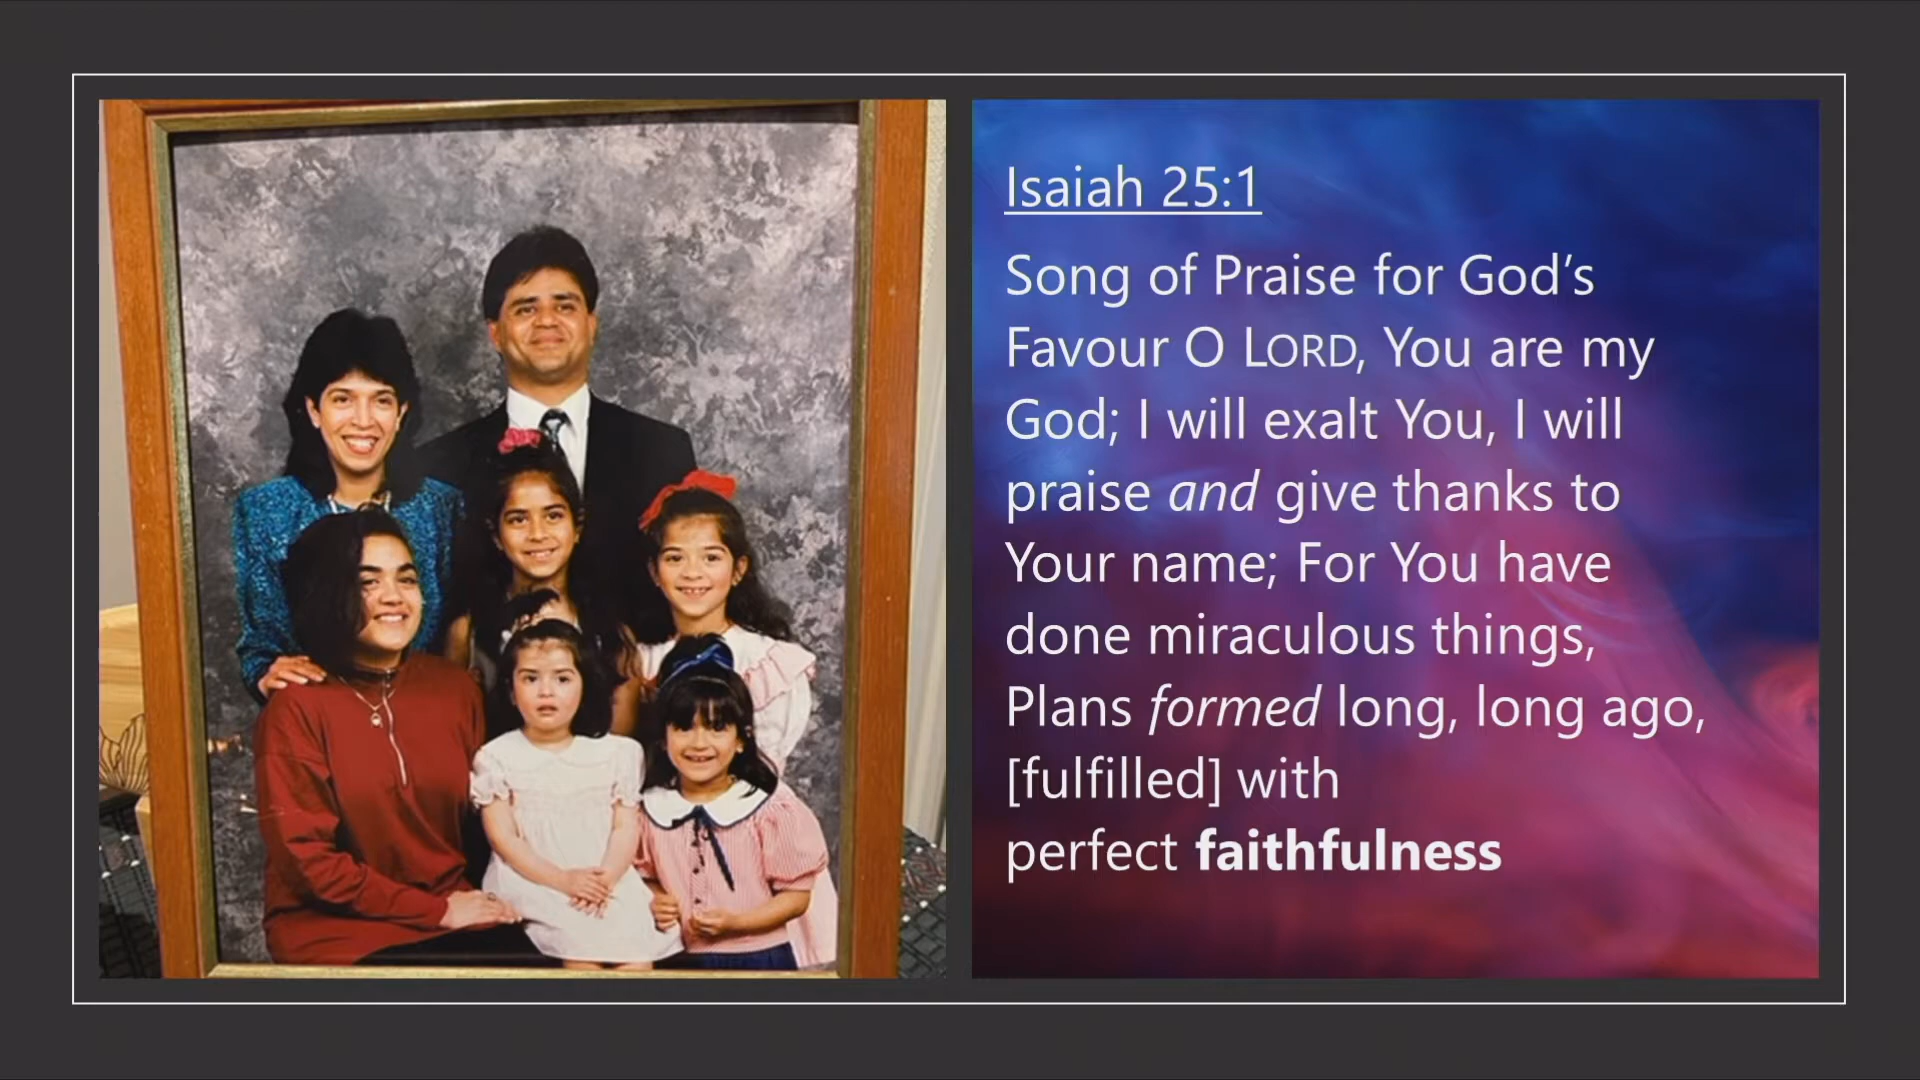 Isaiah 25:1
Song of Praise for God’s
Favour O LORD, You are my
God; I will exalt You, I will
praise and give thanks to
Your name; For You have
done miraculous things,
Plans formed long, long ago,
[fulfilled] with
perfect faithfulness